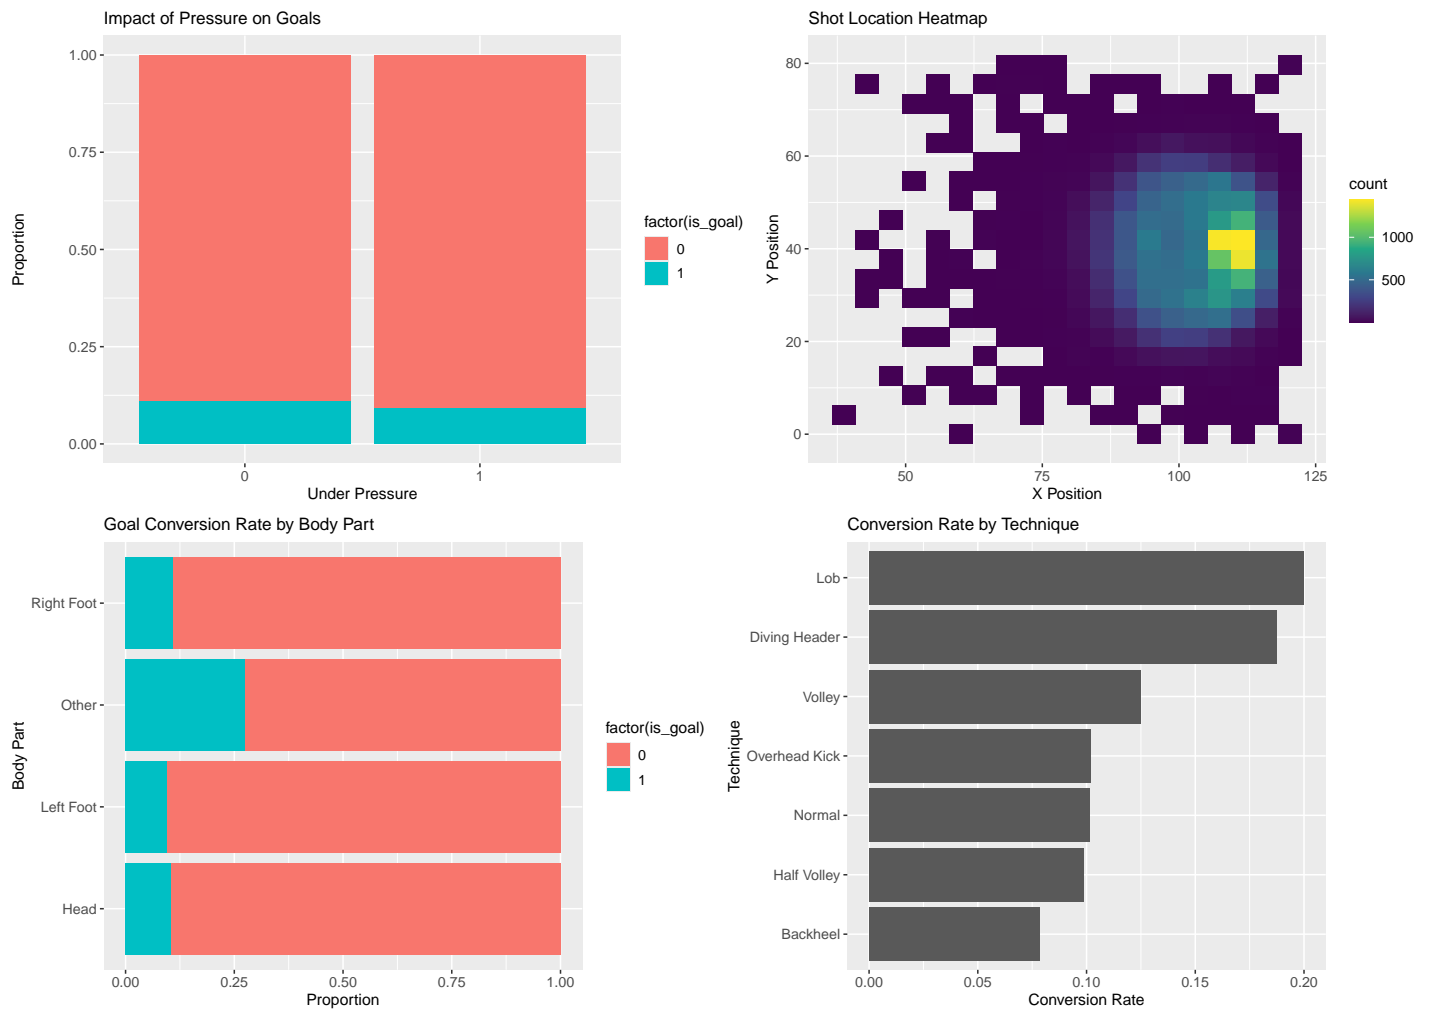 Impact of Pressure on Goals
Proportion
1.00
0.75
0.50
0.25
0.00
0
1
Under Pressure
factor(is_goal)
0
1
Shot Location Heatmap
Y Position
80
60
40
20
0
50
75
100
125
X Position
count
1000
500
Goal Conversion Rate by Body Part
Body Part
Right Foot
Other
Left Foot
Head
0.00
0.25
0.50
0.75
1.00
Proportion
factor(is_goal)
0
1
Conversion Rate by Technique
Technique
Lob
Diving Header
Volley
Overhead Kick
Normal
Half Volley
Backheel
0.00
0.05
0.10
0.15
0.20
Conversion Rate